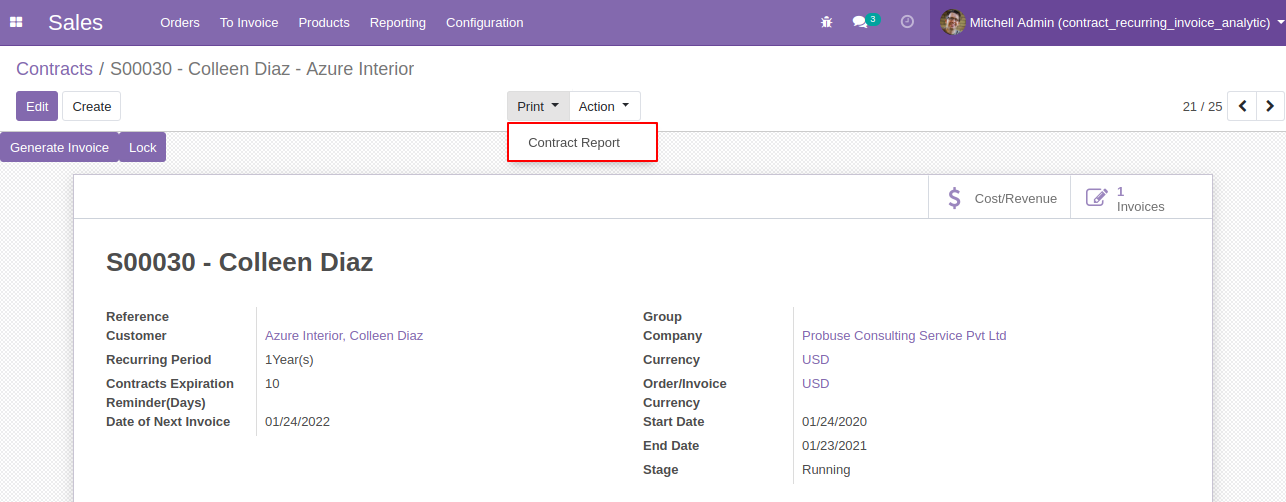 Sales Orders To Invoice Products Reporting Configuration 3 Mitchell Admin (contract_recurring_invoice_analytic)
Contracts / S00030 - Colleen Diaz - Azure Interior
Edit Create Print Action 21 / 25
Contract Report
Generate Invoice Lock
Cost/Revenue
1
Invoices
S00030 - Colleen Diaz
Reference
Customer Azure Interior, Colleen Diaz
Recurring Period 1Year(s)
Contracts Expiration 10
Reminder(Days)
Date of Next Invoice 01/24/2022
Group
Company Probuse Consulting Service Pvt Ltd
Currency USD
Order/Invoice USD
Currency
Start Date 01/24/2020
End Date 01/23/2021
Stage Running